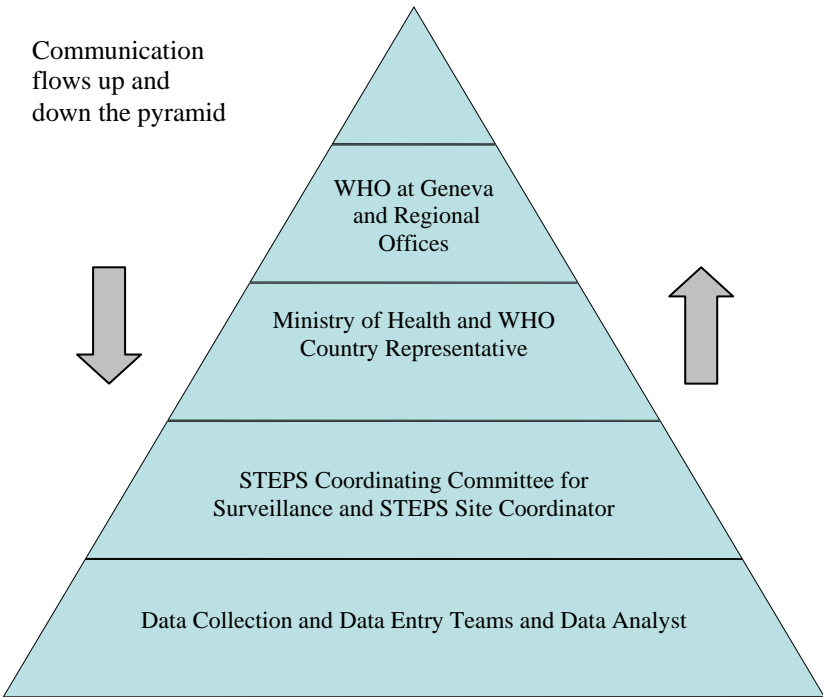 Communication
flows up and
down the pyramid
WHO at Geneva
and Regional
Offices
Ministry of Health and WHO
Country Representative
STEPS Coordinating Committee for
Surveillance and STEPS Site Coordinator
Data Collection and Data Entry Teams and Data Analyst